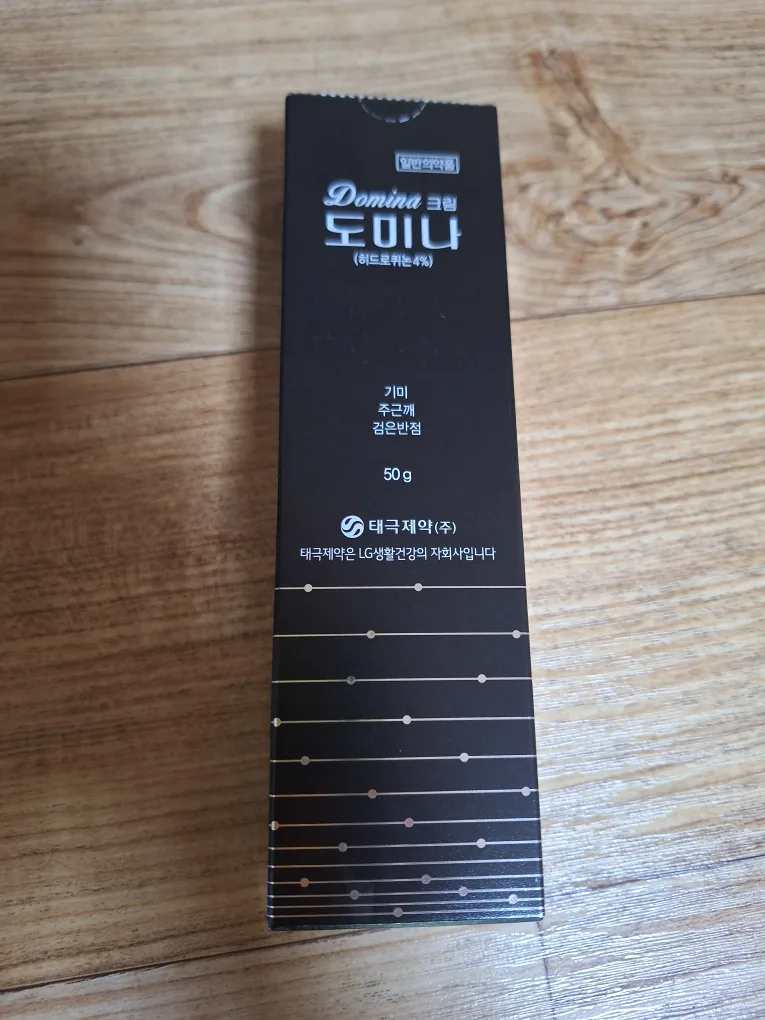 일반의약품
Domina 크림
도미나
(히드로퀴논 4%)
기미
주근깨
검은반점
50 g
태극제약(주)
태극제약은 LG생활건강의 자회사입니다